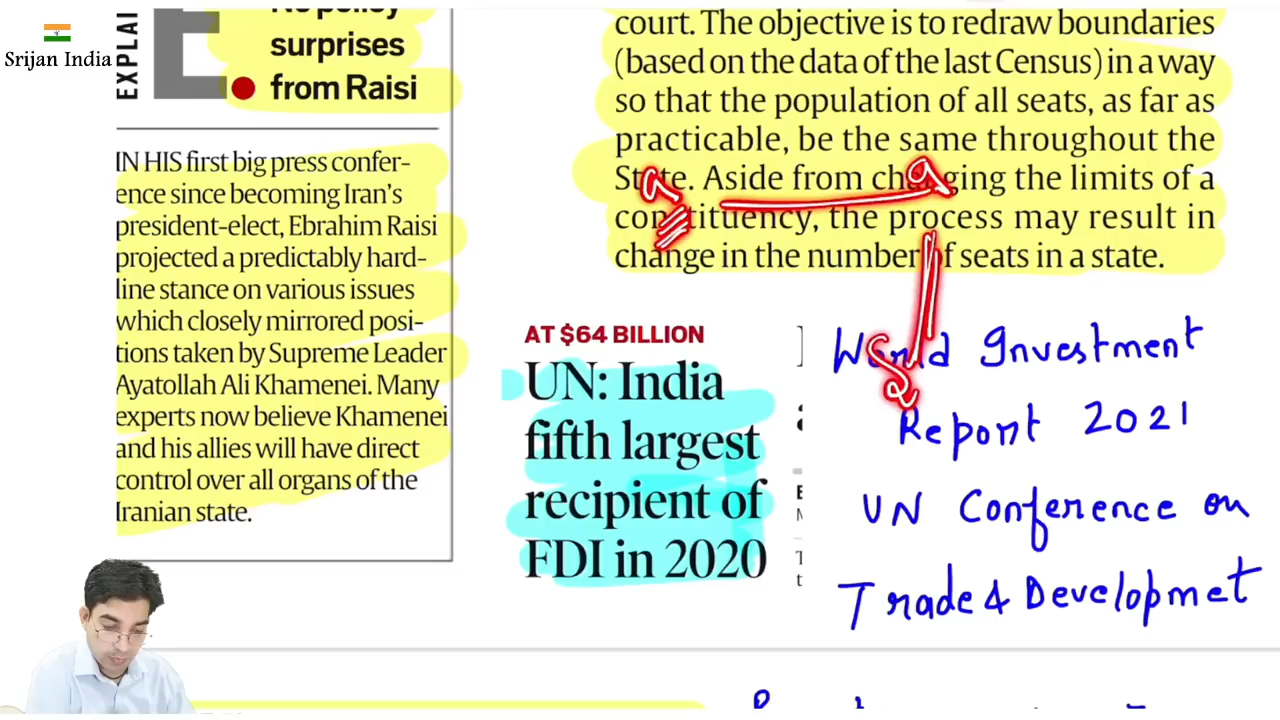 Srijan India
EXPLAI
E
No policy
surprises
from Raisi
IN HIS first big press confer-
ence since becoming Iran's
president-elect, Ebrahim Raisi
projected a predictably hard-
line stance on various issues
which closely mirrored posi-
tions taken by Supreme Leader
Ayatollah Ali Khamenei. Many
experts now believe Khamenei
and his allies will have direct
control over all organs of the
Iranian state.
court. The objective is to redraw boundaries
(based on the data of the last Census) in a way
so that the population of all seats, as far as
practicable, be the same throughout the
State. Aside from changing the limits of a
constituency, the process may result in
change in the number of seats in a state.
AT $64 BILLION
UN: India
fifth largest
recipient of
FDI in 2020
World Investment
Report 2021
UN Conference on
Trade & Developmet